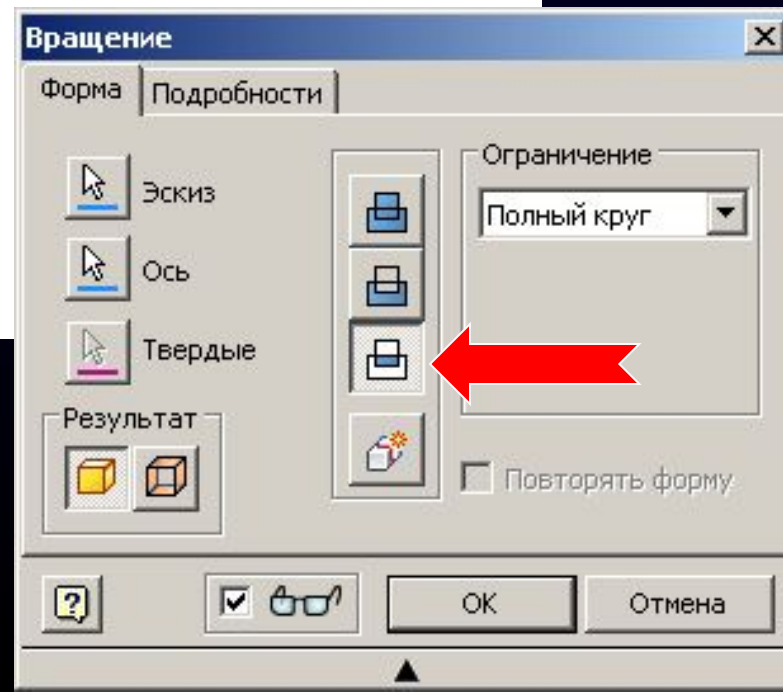 Вращение
Форма
Подробности
Эскиз
Ось
Твердые
Результат
Ограничение
Полный круг
Повторять форму
?
OK
Отмена